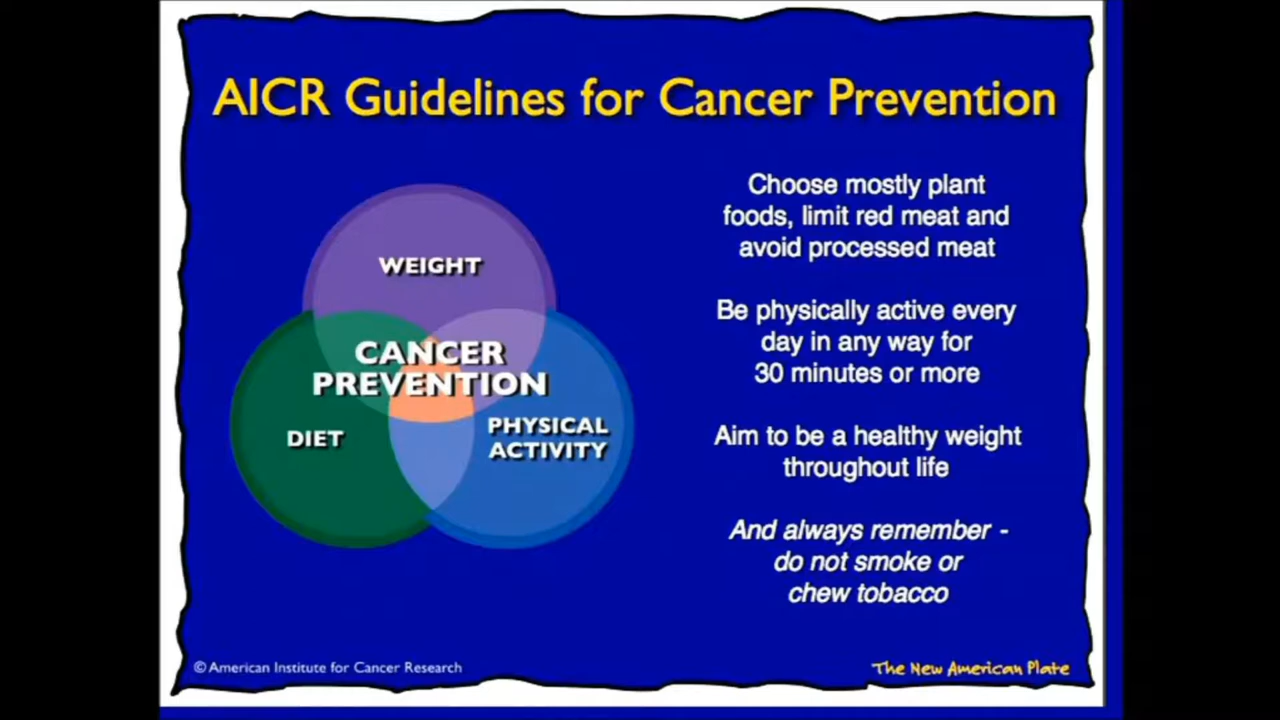 AICR Guidelines for Cancer Prevention
WEIGHT
CANCER
PREVENTION
DIET
PHYSICAL
ACTIVITY
Choose mostly plant
foods, limit red meat and
avoid processed meat
Be physically active every
day in any way for
30 minutes or more
Aim to be a healthy weight
throughout life
And always remember -
do not smoke or
chew tobacco
© American Institute for Cancer Research
The New American Plate